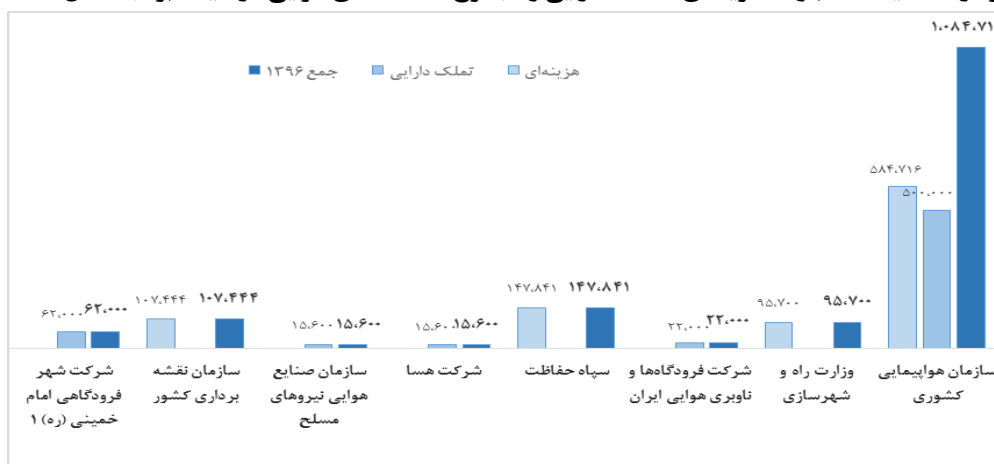 ۱،۰۸۴،۷۱
هزینه‌ای تملک دارایی جمع ۱۳۹۶
۵۸۴،۷۱۶
۵۰۰،۰۰۰
۹۵،۷۰۰ ۹۵،۷۰۰
۲۲،۰۰۰ ۲۲،۰۰۰
۱۴۷،۸۴۱ ۱۴۷،۸۴۱
۱۵،۶۰۰ ۱۵،۶۰۰
۱۵،۶۰۰ ۱۵،۶۰۰
۱۰۷،۴۴۴ ۱۰۷،۴۴۴
۶۲،۰۰۰ ۶۲،۰۰۰
سازمان هواپیمایی
کشوری
وزارت راه و
شهرسازی
شرکت فرودگاه‌ها و
ناوبری هوایی ایران
سپاه حفاظت
شرکت هسا
سازمان صنایع
هوایی نیروهای
مسلح
سازمان نقشه
برداری کشور
شرکت شهر
فرودگاهی امام
خمینی (ره) ۱